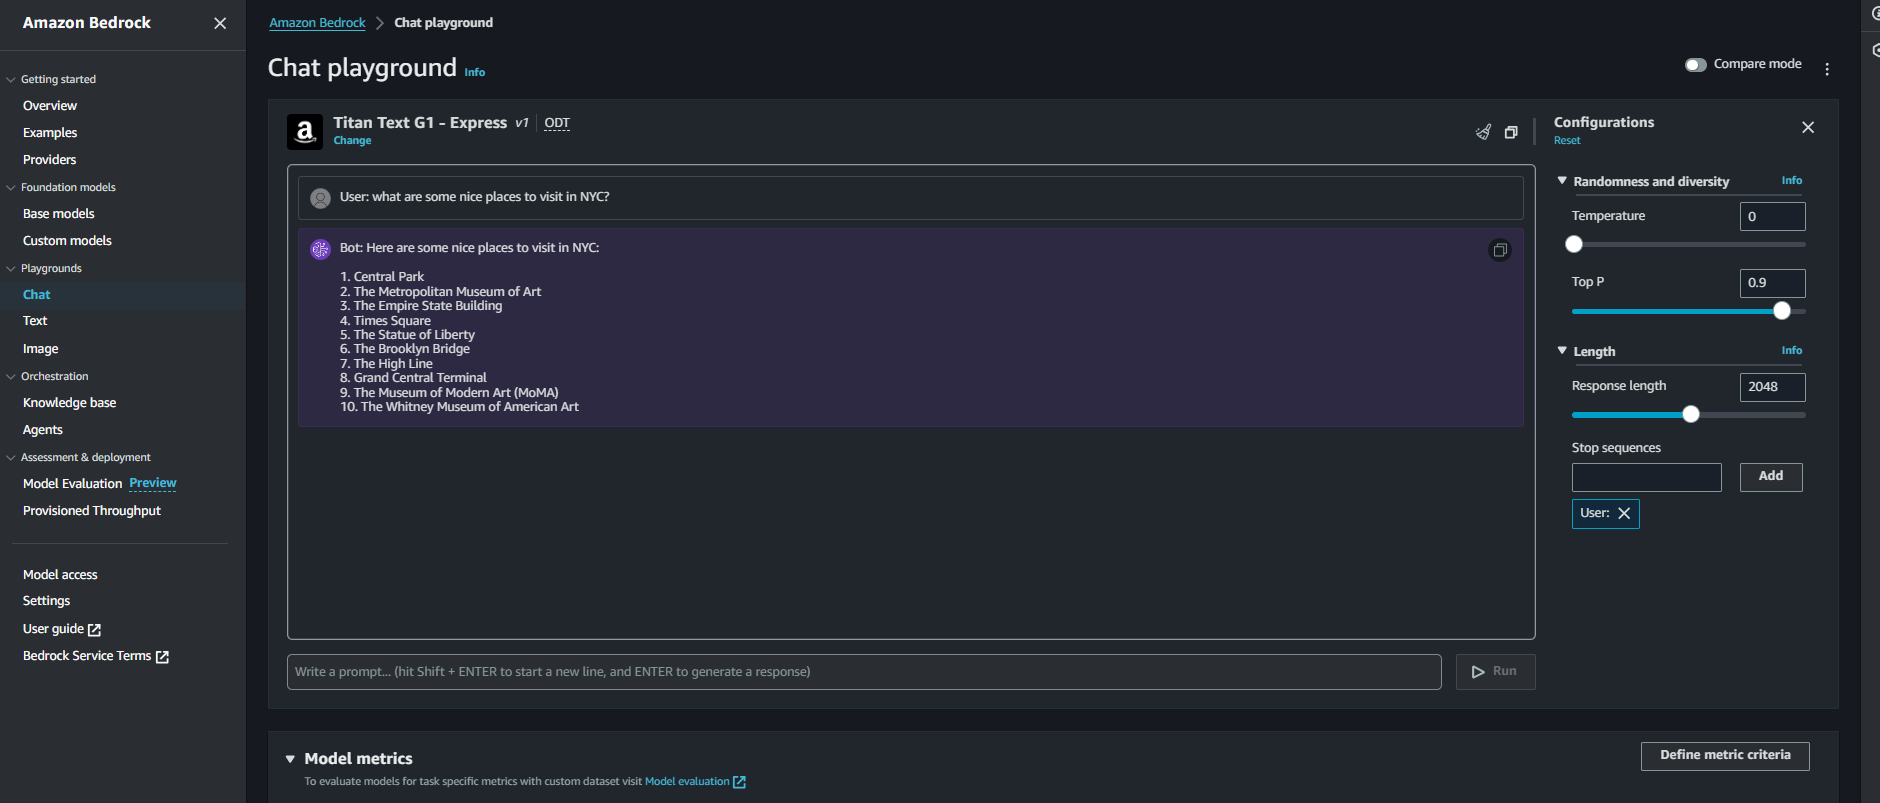 Amazon Bedrock
Getting started
Overview
Examples
Providers
Foundation models
Base models
Custom models
Playgrounds
Chat
Text
Image
Orchestration
Knowledge base
Agents
Assessment & deployment
Model Evaluation Preview
Provisioned Throughput
Model access
Settings
User guide
Bedrock Service Terms
Amazon Bedrock > Chat playground
Chat playground Info
Compare mode
a
Titan Text G1 - Express v1 | ODT
Change
User: what are some nice places to visit in NYC?
Bot: Here are some nice places to visit in NYC:
1. Central Park
2. The Metropolitan Museum of Art
3. The Empire State Building
4. Times Square
5. The Statue of Liberty
6. The Brooklyn Bridge
7. The High Line
8. Grand Central Terminal
9. The Museum of Modern Art (MoMA)
10. The Whitney Museum of American Art
Write a prompt... (hit Shift + ENTER to start a new line, and ENTER to generate a response)
Run
Configurations
Reset
Randomness and diversity Info
Temperature 0
Top P 0.9
Length Info
Response length 2048
Stop sequences
Add
User:
Model metrics
To evaluate models for task specific metrics with custom dataset visit Model evaluation
Define metric criteria